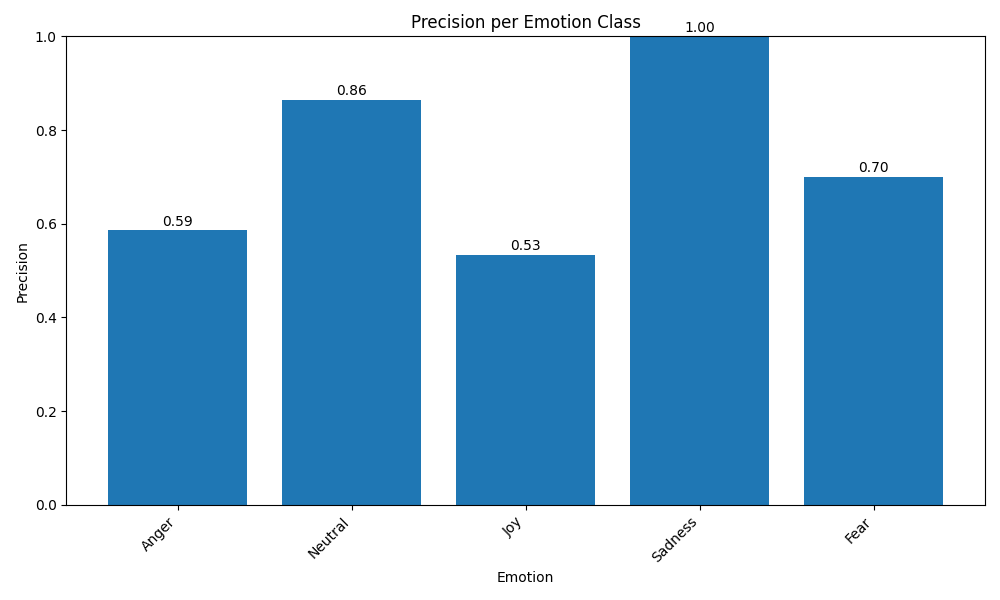 Precision per Emotion Class
1.0
0.8
0.6
0.4
0.2
0.0
Precision
0.59
0.86
0.53
1.00
0.70
Anger
Neutral
Joy
Sadness
Fear
Emotion